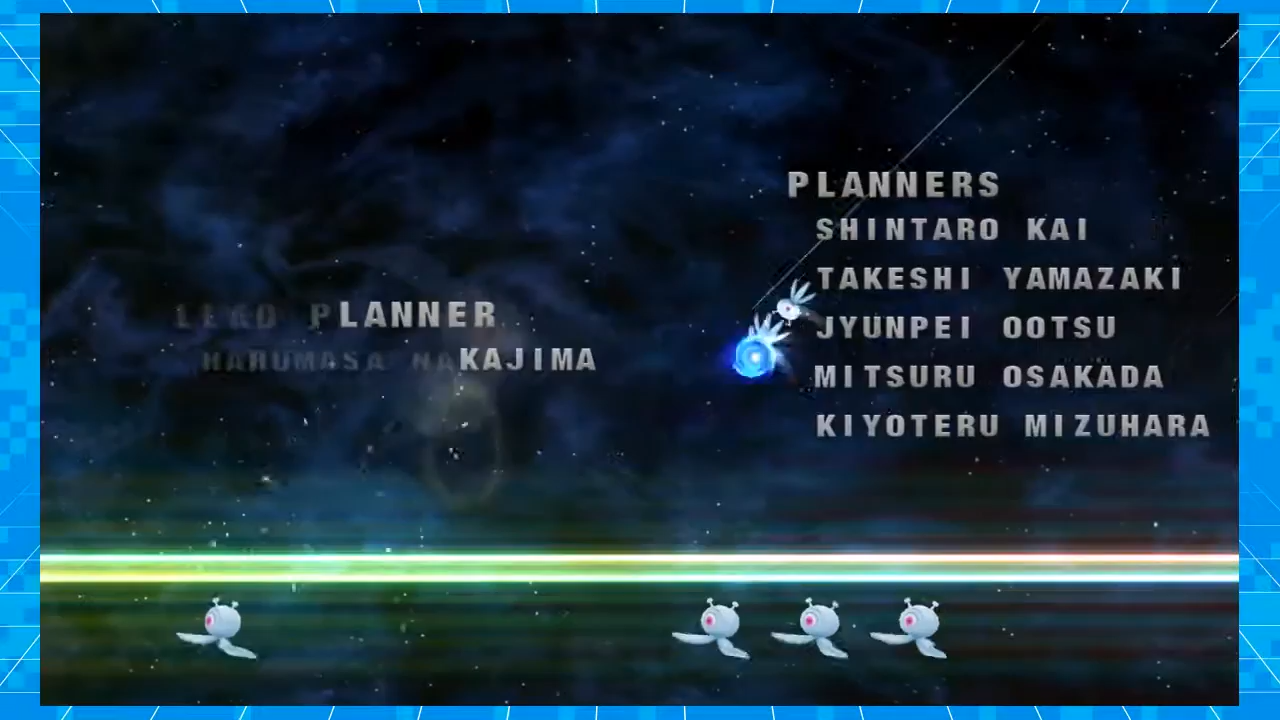 LEAD PLANNER
HARUMASA NAKAJIMA
PLANNERS
SHINTARO KAI
TAKESHI YAMAZAKI
JYUNPEI OOTSU
MITSURU OSAKADA
KIYOTERU MIZUHARA